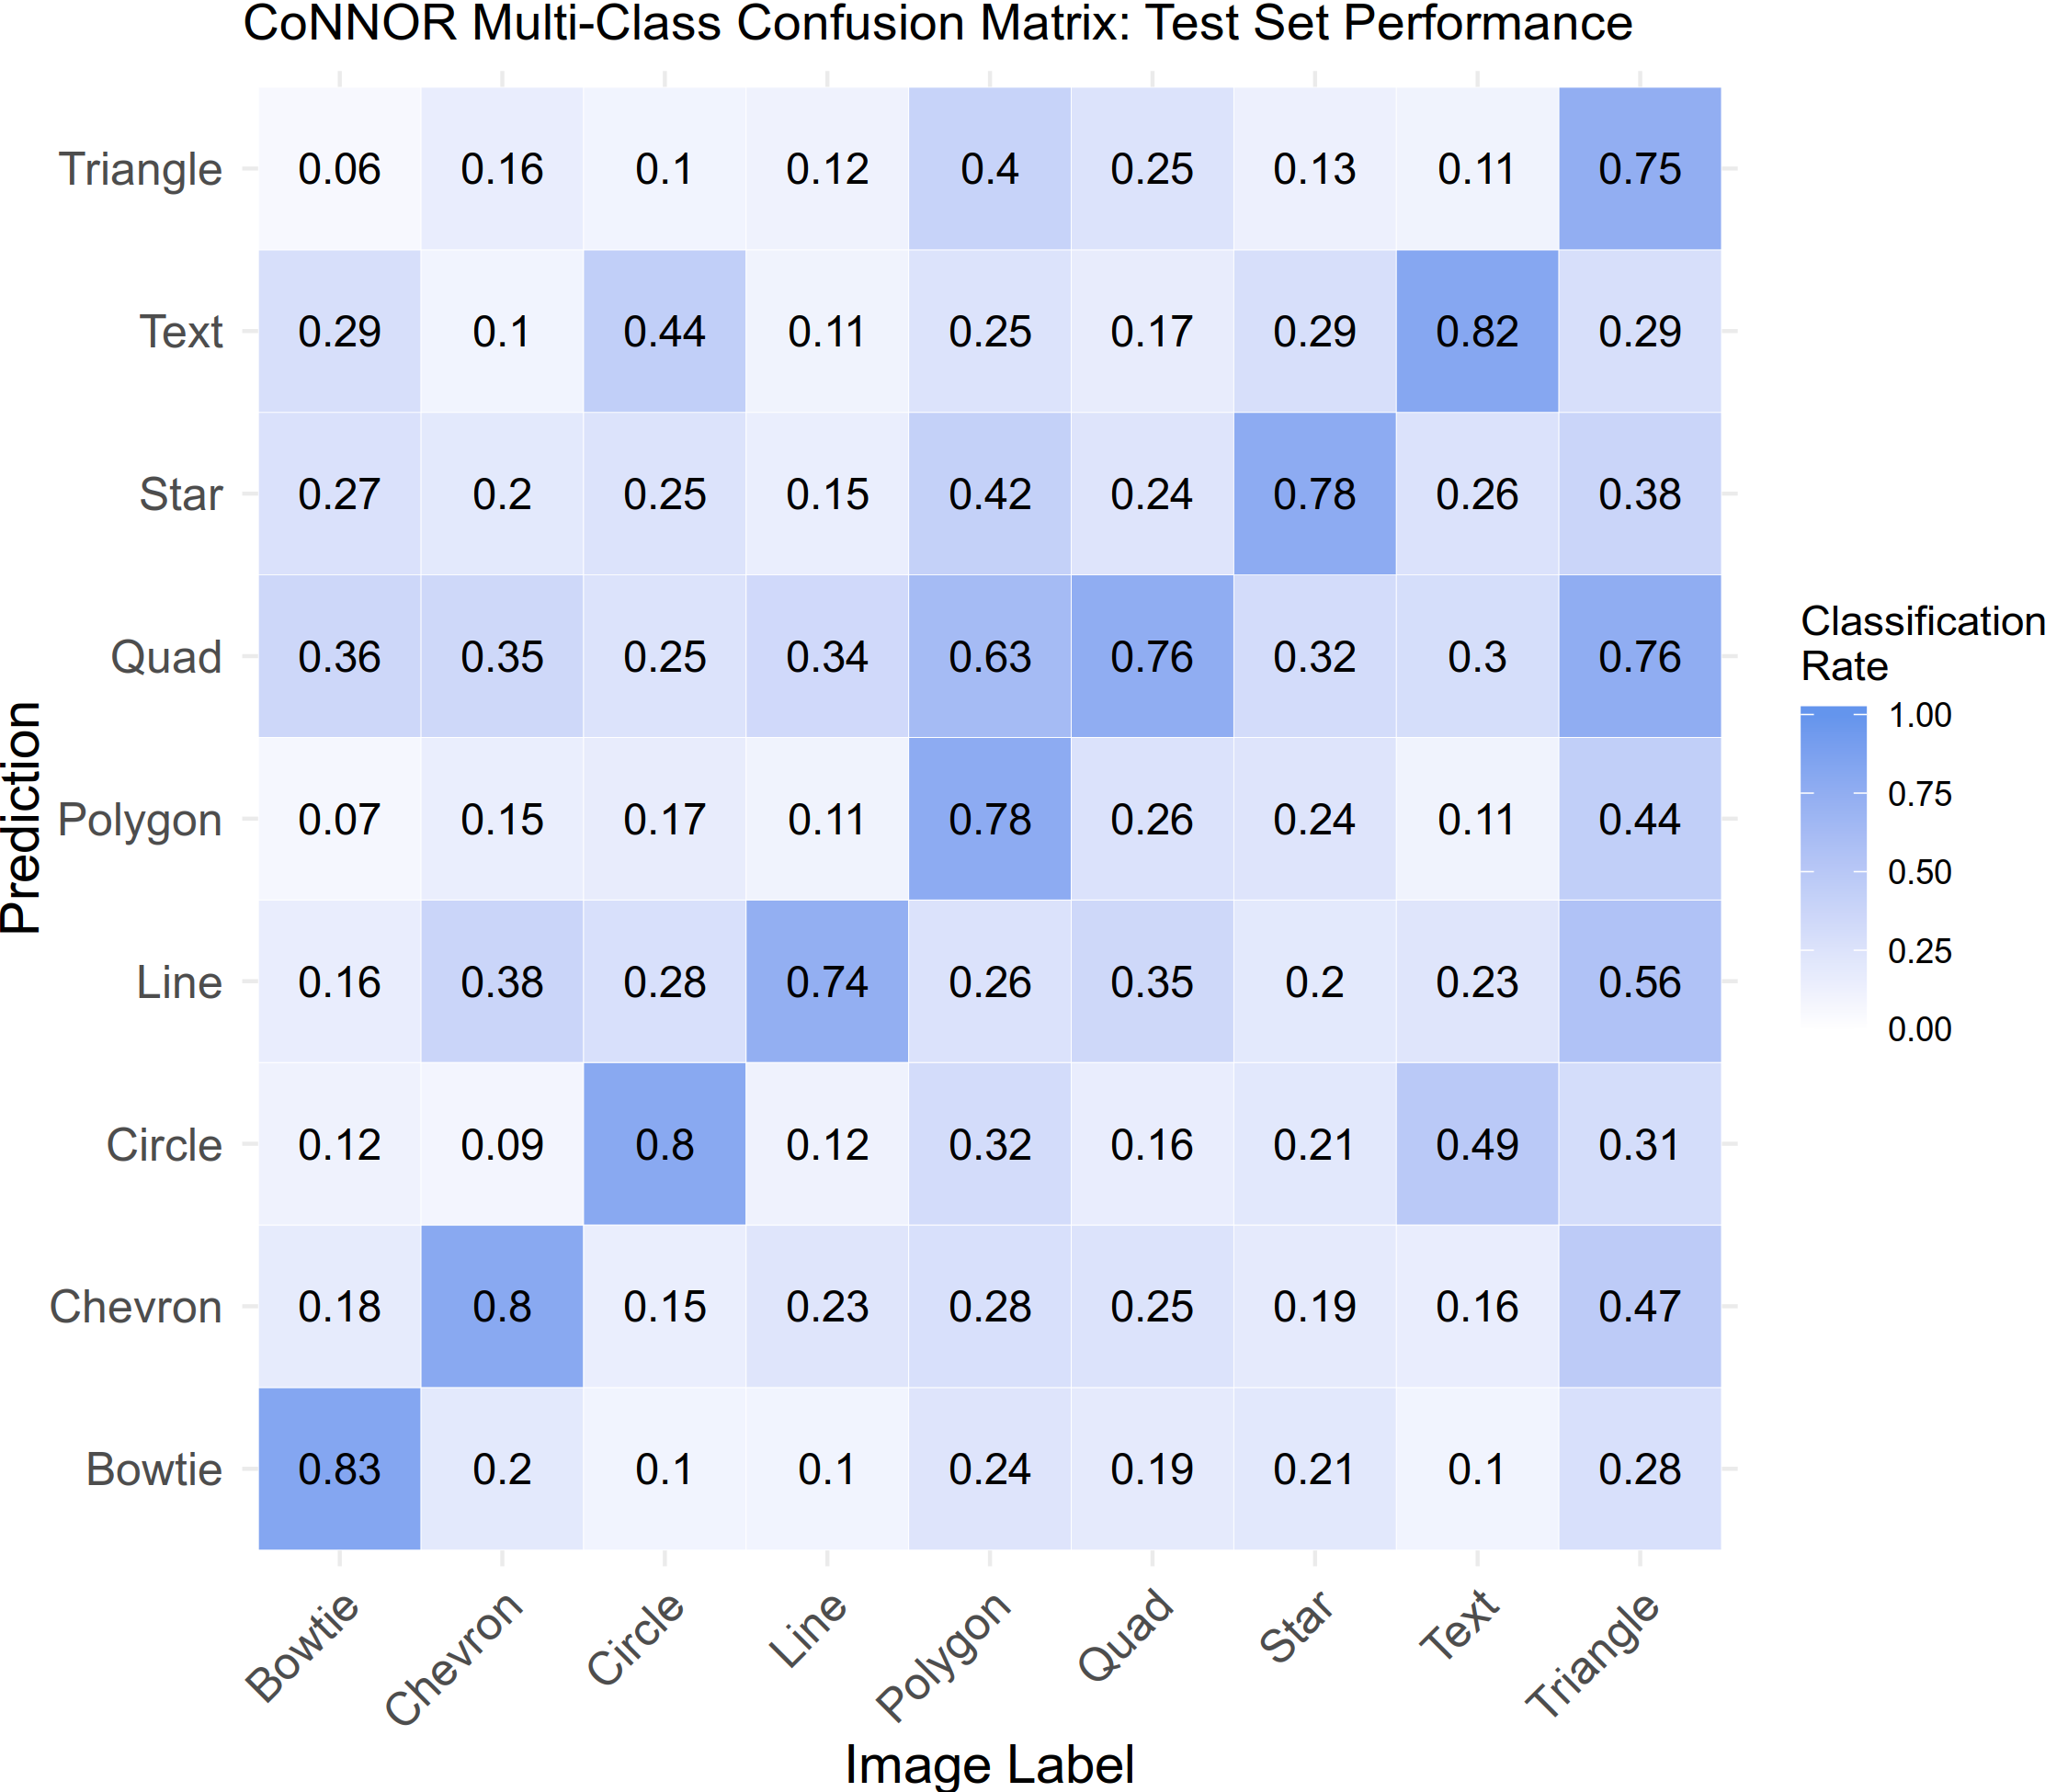 CoNNOR Multi-Class Confusion Matrix: Test Set Performance
Prediction
Triangle 0.06 0.16 0.1 0.12 0.4 0.25 0.13 0.11 0.75
Text 0.29 0.1 0.44 0.11 0.25 0.17 0.29 0.82 0.29
Star 0.27 0.2 0.25 0.15 0.42 0.24 0.78 0.26 0.38
Quad 0.36 0.35 0.25 0.34 0.63 0.76 0.32 0.3 0.76
Polygon 0.07 0.15 0.17 0.11 0.78 0.26 0.24 0.11 0.44
Line 0.16 0.38 0.28 0.74 0.26 0.35 0.2 0.23 0.56
Circle 0.12 0.09 0.8 0.12 0.32 0.16 0.21 0.49 0.31
Chevron 0.18 0.8 0.15 0.23 0.28 0.25 0.19 0.16 0.47
Bowtie 0.83 0.2 0.1 0.1 0.24 0.19 0.21 0.1 0.28
Bowtie Chevron Circle Line Polygon Quad Star Text Triangle
Image Label
Classification
Rate
1.00
0.75
0.50
0.25
0.00